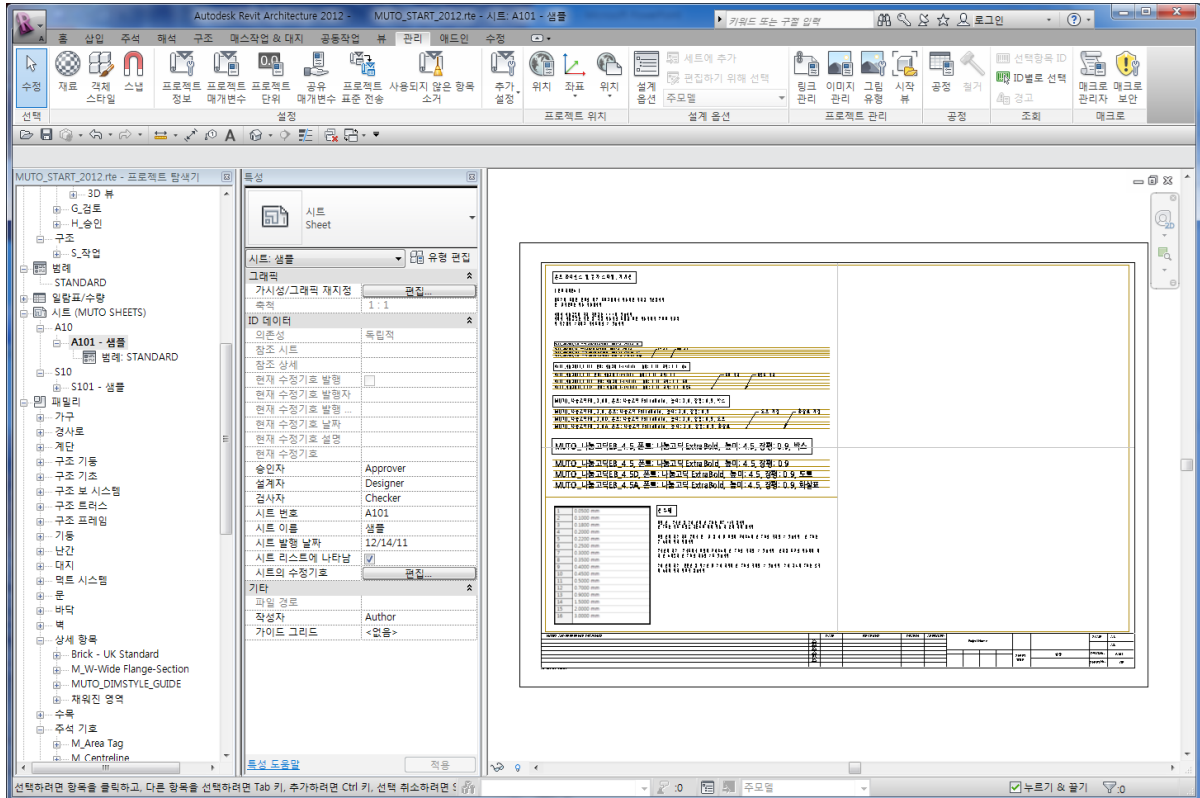 Autodesk Revit Architecture 2012 - MUTO_START_2012.rte - 시트: A101 - 샘플
키워드 또는 구절 입력
로그인
홈 삽입 주석 해석 구조 매스작업 & 대지 공동작업 뷰 관리 애드인 수정
수정
재료
객체 스타일
스냅
프로젝트 정보
프로젝트 매개변수
프로젝트 단위
공유 매개변수
프로젝트 표준 전송
사용되지 않은 항목 소거
추가 설정
위치
좌표
위치
설계 옵션
세트에 추가
편집하기 위해 선택
주모델
링크 관리
이미지 관리
그림 유형
시작 뷰
공정
철거
선택항목 ID
ID별로 선택
경고
매크로 관리자
매크로 보안
선택
설정
프로젝트 위치
설계 옵션
프로젝트 관리
공정
조회
매크로
MUTO_START_2012.rte - 프로젝트 탐색기
3D 뷰
G_검토
H_승인
구조
S_작업
범례
STANDARD
일람표/수량
시트 (MUTO SHEETS)
A10
A101 - 샘플
범례: STANDARD
S10
S101 - 샘플
패밀리
가구
경사로
계단
구조 기둥
구조 기초
구조 보 시스템
구조 트러스
구조 프레임
기둥
난간
대지
덕트 시스템
문
바닥
벽
상세 항목
Brick - UK Standard
M_W-Wide Flange-Section
MUTO_DIMSTYLE_GUIDE
채워진 영역
수목
주석 기호
M_Area Tag
M_Centreline
특성
시트
Sheet
시트: 샘플
유형 편집
그래픽
가시성/그래픽 재지정 편집...
축척 1 : 1
ID 데이터
의존성 독립적
참조 시트
참조 상세
현재 수정기호 발행
현재 수정기호 발행자
현재 수정기호 발행 ...
현재 수정기호 날짜
현재 수정기호 설명
현재 수정기호
승인자 Approver
설계자 Designer
검사자 Checker
시트 번호 A101
시트 이름 샘플
시트 발행 날짜 12/14/11
시트 리스트에 나타남
시트의 수정기호 편집...
기타
파일 경로
작성자 Author
가이드 그리드 <없음>
특성 도움말
적용
2D
MUTO_나눔고딕EB_4.5, 폰트: 나눔고딕 ExtraBold, 높이: 4.5, 장평: 0.9, 박스
MUTO_나눔고딕EB_4.5, 폰트: 나눔고딕 ExtraBold, 높이: 4.5, 장평: 0.9
MUTO_나눔고딕EB_4.5D, 폰트: 나눔고딕 ExtraBold, 높이: 4.5, 장평: 0.9, 도트
MUTO_나눔고딕EB_4.5A, 폰트: 나눔고딕 ExtraBold, 높이: 4.5, 장평: 0.9, 화살표
선택하려면 항목을 클릭하고, 다른 항목을 선택하려면 Tab 키, 추가하려면 Ctrl 키, 선택 취소하려면 S
:0
주모델
누르기 & 끌기
:0